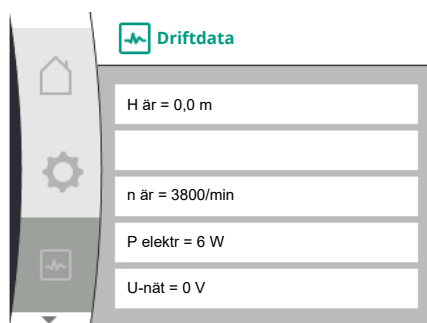 Driftdata
H är = 0,0 m
n är = 3800/min
P elektr = 6 W
U-nät = 0 V